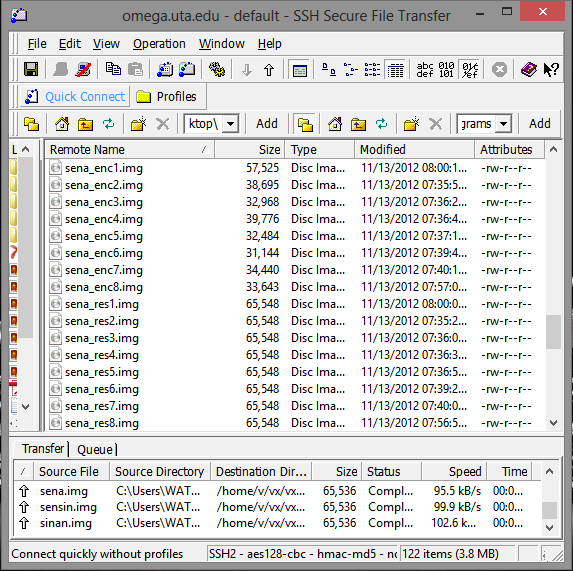 omega.uta.edu - default - SSH Secure File Transfer
File Edit View Operation Window Help
abc def 010 101
Quick Connect Profiles
ktop\ Add grams Add
L Remote Name / Size Type Modified Attributes
sena_enc1.img 57,525 Disc Ima... 11/13/2012 08:00:1... -rw-r--r--
sena_enc2.img 38,695 Disc Ima... 11/13/2012 07:35:5... -rw-r--r--
sena_enc3.img 32,968 Disc Ima... 11/13/2012 07:36:2... -rw-r--r--
sena_enc4.img 39,776 Disc Ima... 11/13/2012 07:36:4... -rw-r--r--
sena_enc5.img 32,484 Disc Ima... 11/13/2012 07:37:1... -rw-r--r--
sena_enc6.img 31,144 Disc Ima... 11/13/2012 07:39:4... -rw-r--r--
sena_enc7.img 34,440 Disc Ima... 11/13/2012 07:40:1... -rw-r--r--
sena_enc8.img 33,643 Disc Ima... 11/13/2012 07:57:0... -rw-r--r--
sena_res1.img 65,548 Disc Ima... 11/13/2012 08:00:0... -rw-r--r--
sena_res2.img 65,548 Disc Ima... 11/13/2012 07:35:2... -rw-r--r--
sena_res3.img 65,548 Disc Ima... 11/13/2012 07:36:0... -rw-r--r--
sena_res4.img 65,548 Disc Ima... 11/13/2012 07:36:3... -rw-r--r--
sena_res5.img 65,548 Disc Ima... 11/13/2012 07:36:5... -rw-r--r--
sena_res6.img 65,548 Disc Ima... 11/13/2012 07:39:2... -rw-r--r--
sena_res7.img 65,548 Disc Ima... 11/13/2012 07:40:0... -rw-r--r--
sena_res8.img 65,548 Disc Ima... 11/13/2012 07:56:5... -rw-r--r--
Transfer Queue
/ Source File Source Directory Destination Dir... Size Status Speed Time
sena.img C:\Users\WAT... /home/v/vx/vx... 65,536 Compl... 95.5 kB/s 00:0...
sensin.img C:\Users\WAT... /home/v/vx/vx... 65,536 Compl... 99.9 kB/s 00:0...
sinan.img C:\Users\WAT... /home/v/vx/vx... 65,536 Compl... 102.6 k... 00:0...
Connect quickly without profiles SSH2 - aes128-cbc - hmac-md5 - nc 122 items (3.8 MB)